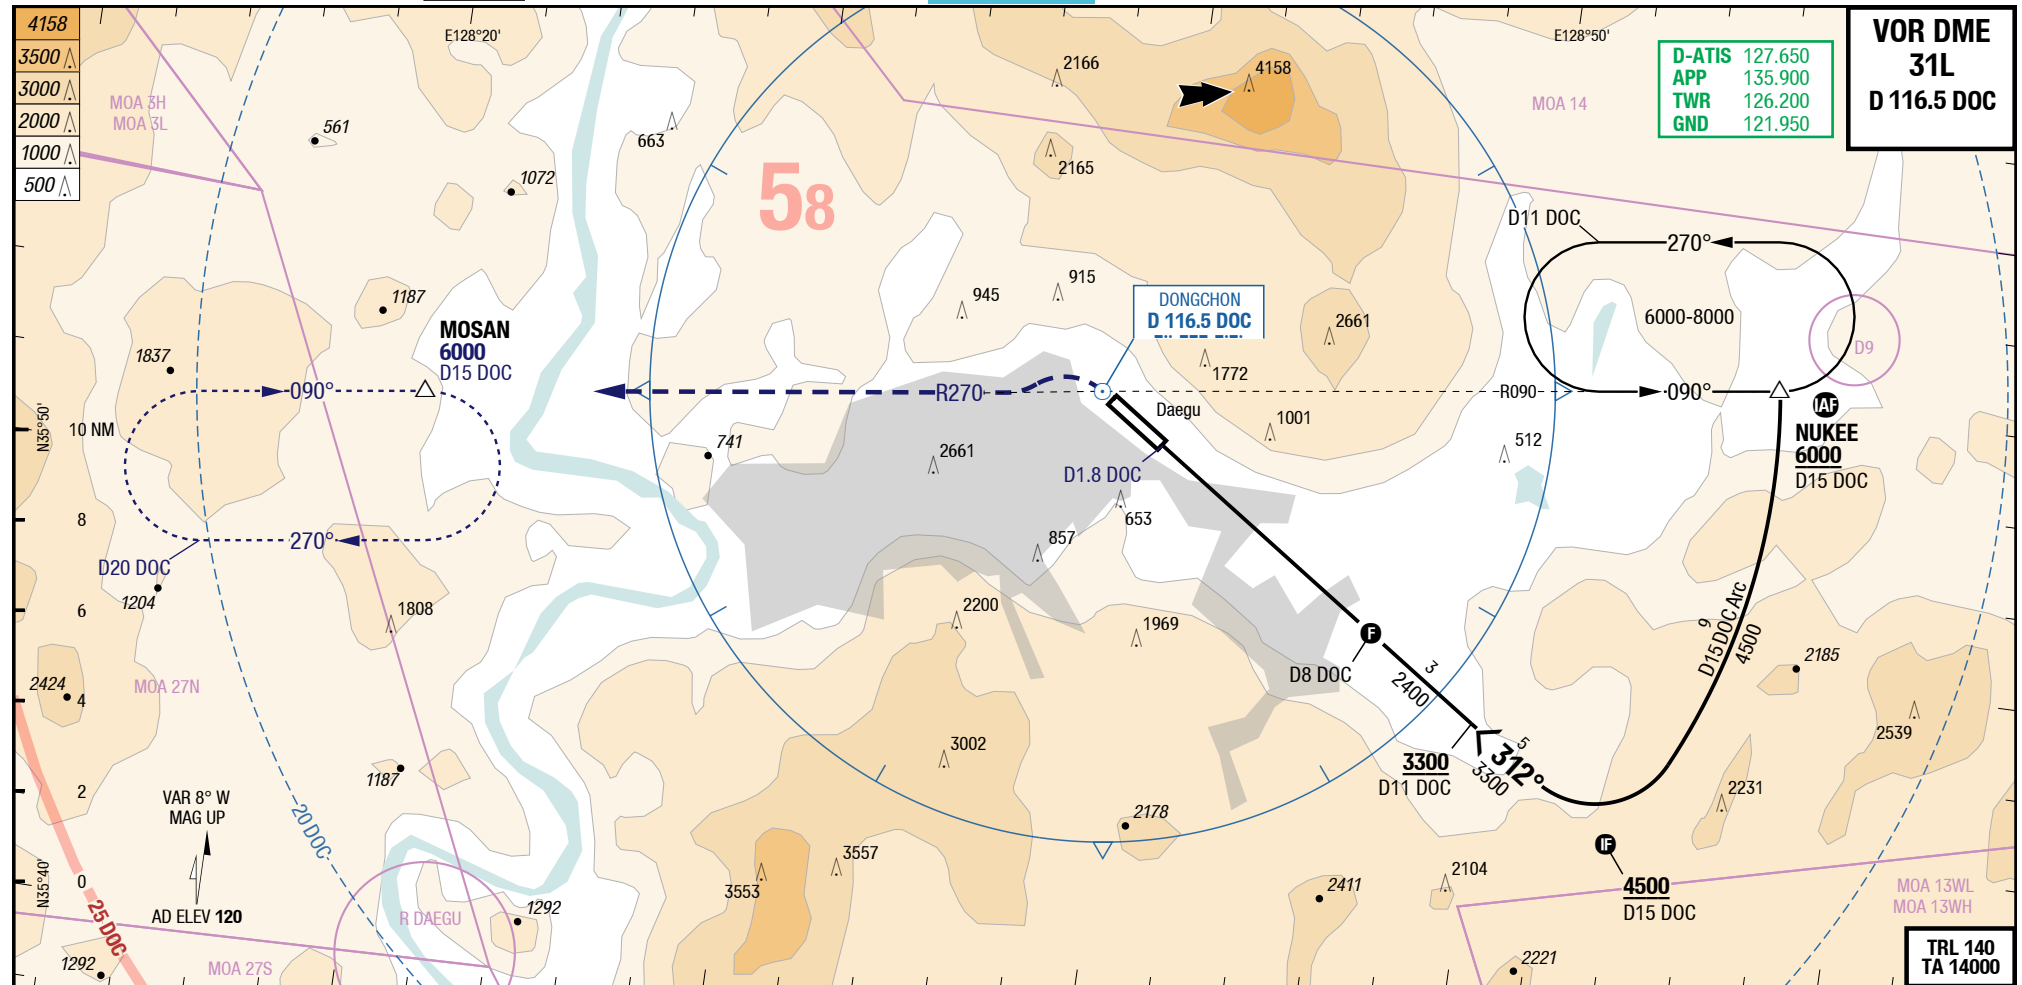 4158
3500
3000
2000
1000
500
E128°20'
E128°50'
VOR DME
31L
D 116.5 DOC
D-ATIS 127.650
APP 135.900
TWR 126.200
GND 121.950
MOA 3H
MOA 3L
561
1072
663
58
2166
4158
2165
MOA 14
D11 DOC
270°
6000-8000
D9
090°
R090
IAF
NUKEE
6000
D15 DOC
1187
1837
MOSAN
6000
D15 DOC
090°
270°
D20 DOC
1204
945
915
DONGCHON
D 116.5 DOC
2661
1772
1001
R270
Daegu
D1.8 DOC
2661
741
653
857
512
N35°50'
10 NM
8
6
4
2
0
N35°40'
1808
2200
1969
F
D8 DOC
3
2400
3300
D11 DOC
5
312°
3300
9
D15 DOC Arc
4500
2185
2539
2231
2424
MOA 27N
1187
VAR 8° W
MAG UP
AD ELEV 120
20 DOC
25 DOC
3002
2178
3557
3553
2411
2104
IF
4500
D15 DOC
MOA 13WL
MOA 13WH
R DAEGU
1292
1292
MOA 27S
2221
TRL 140
TA 14000